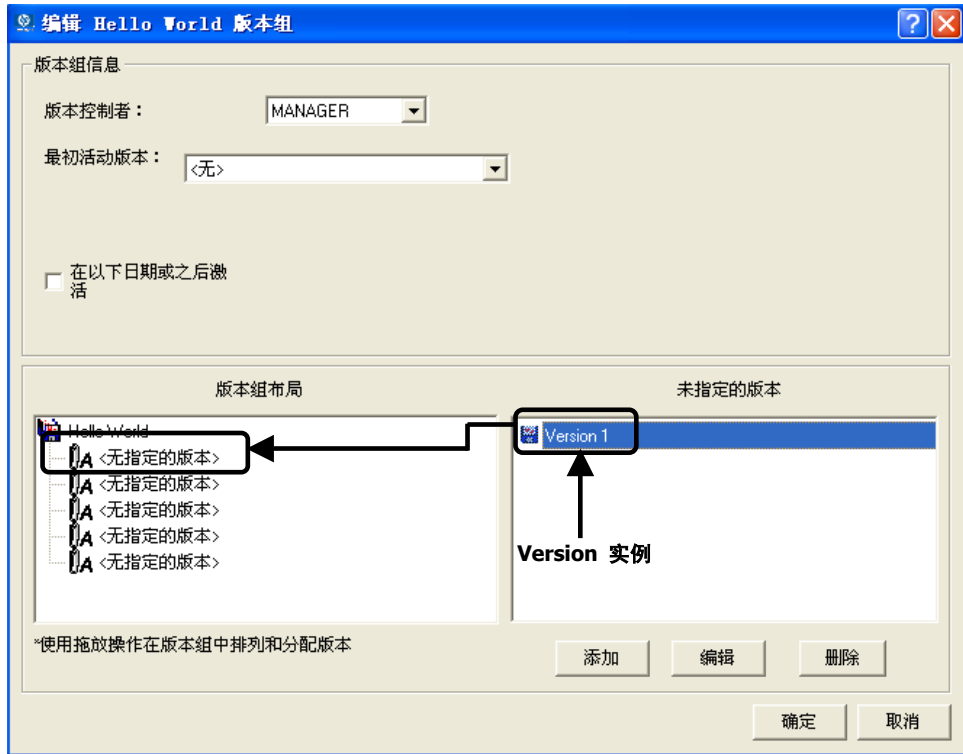 编辑 Hello World 版本组
版本组信息
版本控制者：
MANAGER
最初活动版本：
<无>
在以下日期或之后激
活
版本组布局
未指定的版本
Hello World
Version 1
<无指定的版本>
<无指定的版本>
<无指定的版本>
<无指定的版本>
<无指定的版本>
Version 实例
*使用拖放操作在版本组中排列和分配版本
添加
编辑
删除
确定
取消